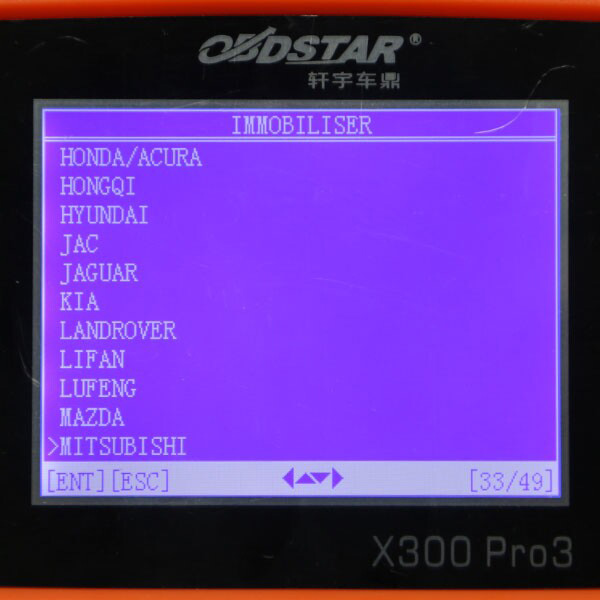 OBDSTAR®
轩宇车鼎
IMMOBILISER
HONDA/ACURA
HONGQI
HYUNDAI
JAC
JAGUAR
KIA
LANDROVER
LIFAN
LUFENG
MAZDA
>MITSUBISHI
[ENT][ESC] [33/49]
X300 Pro3